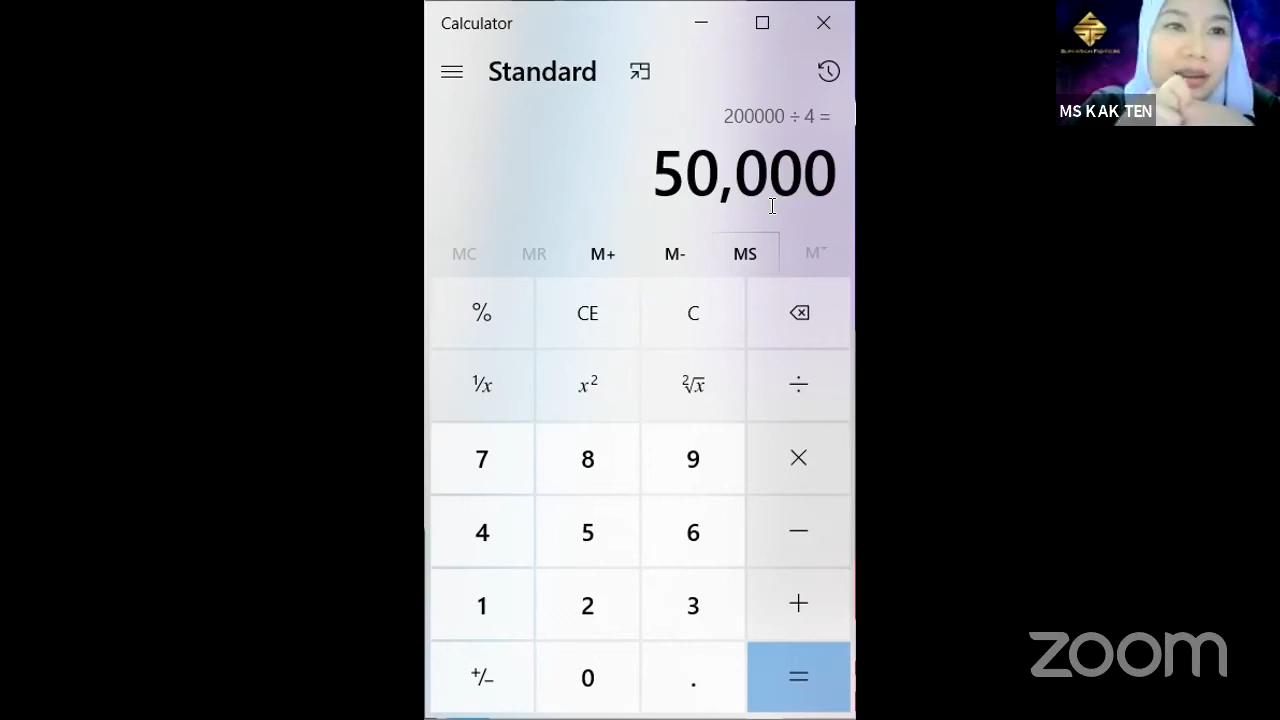 Calculator
Standard
200000 ÷ 4 =
50,000
MC MR M+ M- MS M˅
% CE C
¹/x x² ²√x ÷
7 8 9 ×
4 5 6 −
1 2 3 +
+/− 0 . =
MS KAK TEN
zoom